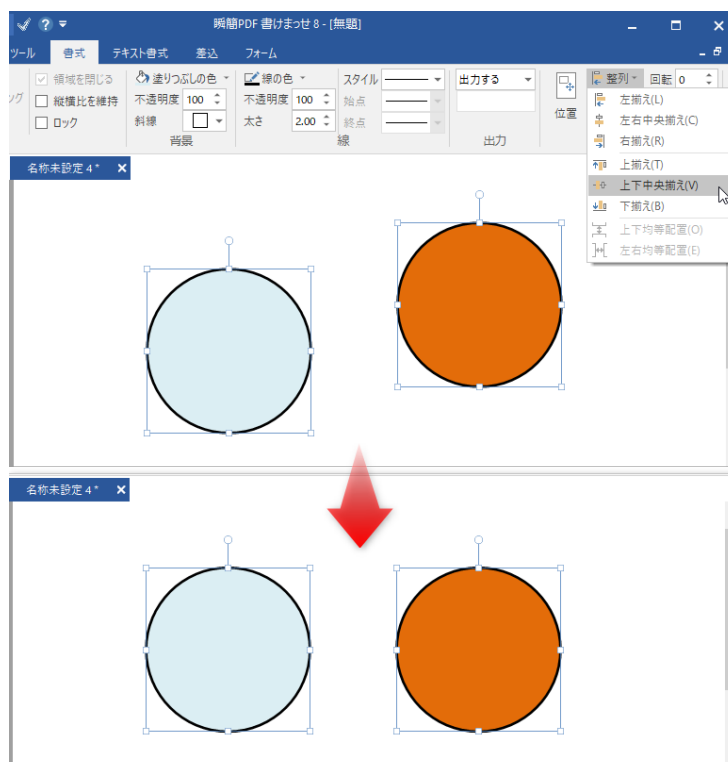 瞬簡PDF 書けまっせ 8 - [無題]
ツール 書式 テキスト書式 差込 フォーム
領域を閉じる 塗りつぶしの色 線の色 スタイル 出力する 整列 回転 0
ング 縦横比を維持 不透明度 100 不透明度 100 始点 位置
ロック 斜線 太さ 2.00 終点
背景 線 出力
左揃え(L)
左右中央揃え(C)
右揃え(R)
上揃え(T)
上下中央揃え(V)
下揃え(B)
上下均等配置(O)
左右均等配置(E)
名称未設定 4 *
名称未設定 4 *